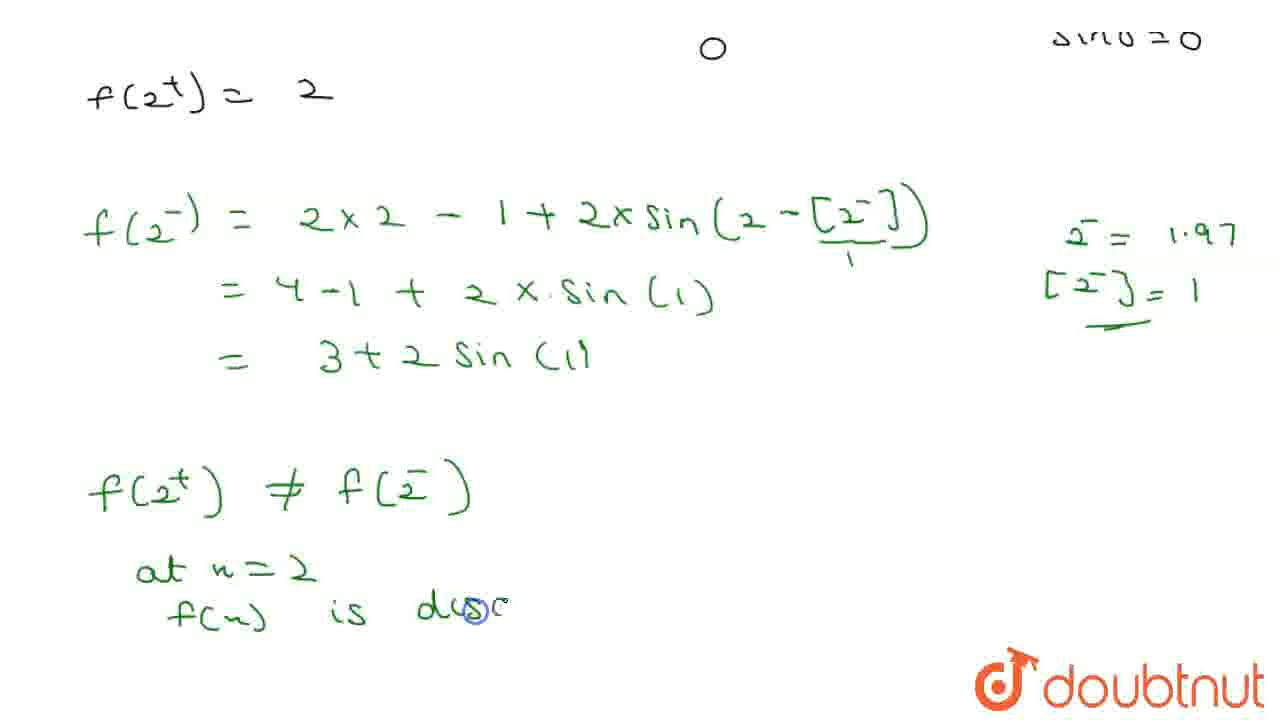 0
sin0 = 0
f(2⁺) = 2
f(2⁻) = 2×2 - 1 + 2×sin(2 - [2⁻])
1
2⁻ = 1.97
= 4 - 1 + 2 × sin(1)
[2⁻] = 1
= 3 + 2 sin(1)
f(2⁺) ≠ f(2⁻)
at x = 2
f(x) is disc
doubtnut